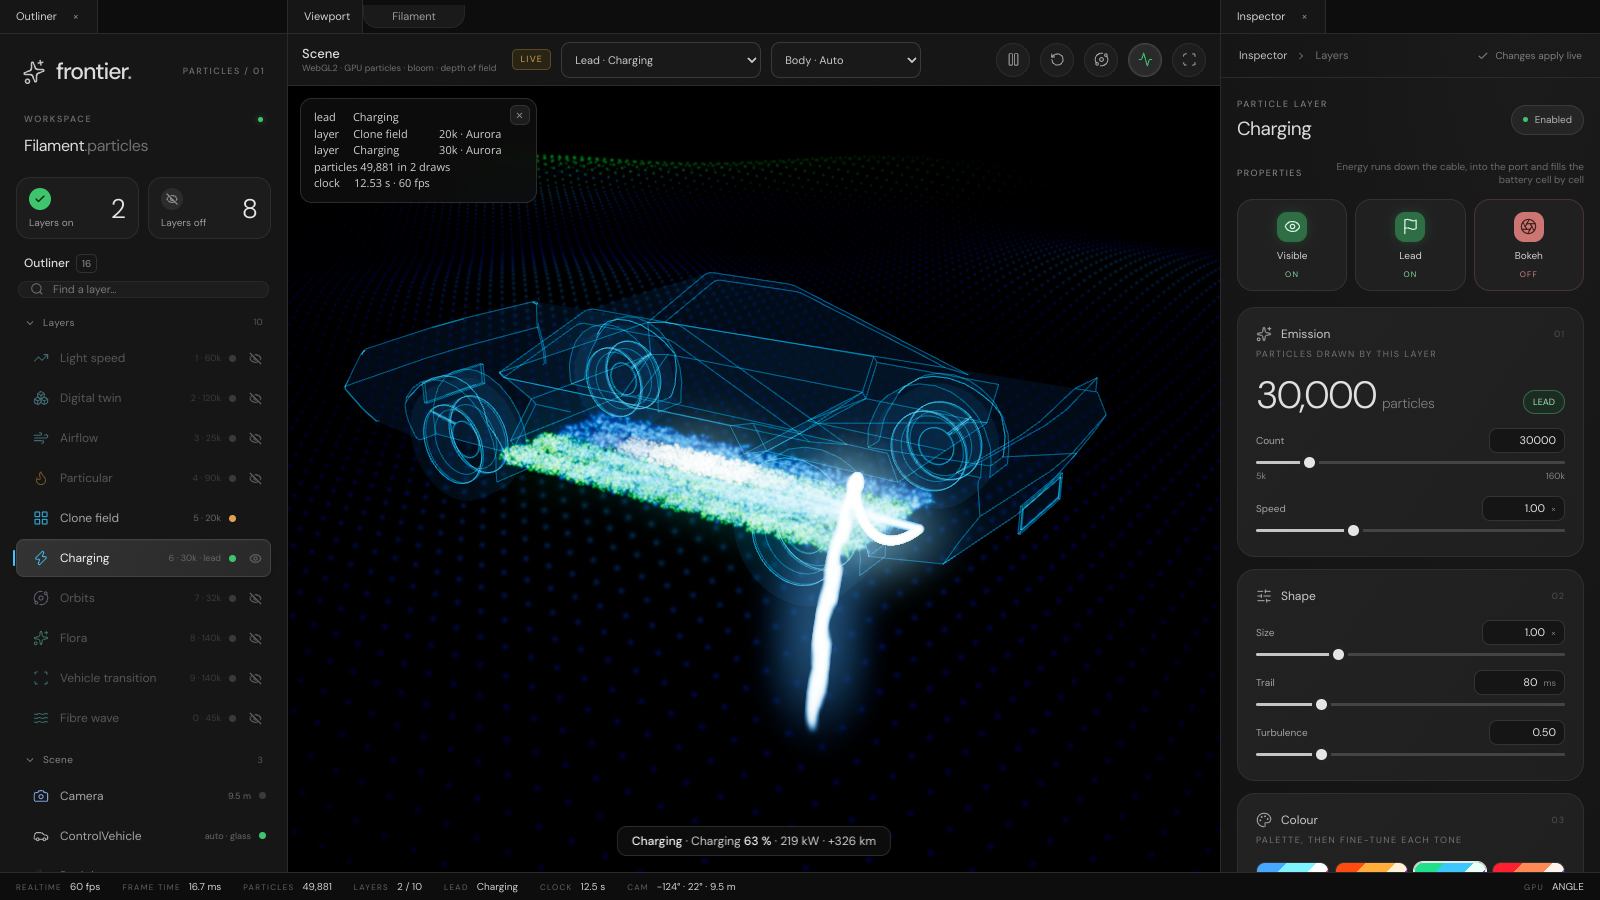 Outliner ×
Viewport
Filament
Inspector ×
frontier.
PARTICLES / 01
WORKSPACE
Filament.particles
Layers on 2
Layers off 8
Outliner 16
Find a layer...
Layers 10
Light speed 1 · 60k
Digital twin 2 · 120k
Airflow 3 · 25k
Particular 4 · 90k
Clone field 5 · 20k
Charging 6 · 30k · lead
Orbits 7 · 32k
Flora 8 · 140k
Vehicle transition 9 · 140k
Fibre wave 0 · 45k
Scene 3
Camera 9.5 m
ControlVehicle auto · glass
Scene
WebGL2 · GPU particles · bloom · depth of field
LIVE
Lead · Charging
Body · Auto
lead Charging
layer Clone field 20k · Aurora
layer Charging 30k · Aurora
particles 49,881 in 2 draws
clock 12.53 s · 60 fps
Charging · Charging 63 % · 219 kW · +326 km
Inspector > Layers
Changes apply live
PARTICLE LAYER
Charging
Enabled
PROPERTIES
Energy runs down the cable, into the port and fills the
battery cell by cell
Visible
ON
Lead
ON
Bokeh
OFF
Emission 01
PARTICLES DRAWN BY THIS LAYER
30,000 particles
LEAD
Count 30000
5k 160k
Speed 1.00 ×
Shape 02
Size 1.00 ×
Trail 80 ms
Turbulence 0.50
Colour 03
PALETTE, THEN FINE-TUNE EACH TONE
REALTIME 60 fps FRAME TIME 16.7 ms PARTICLES 49,881 LAYERS 2 / 10 LEAD Charging CLOCK 12.5 s CAM -124° · 22° · 9.5 m GPU ANGLE